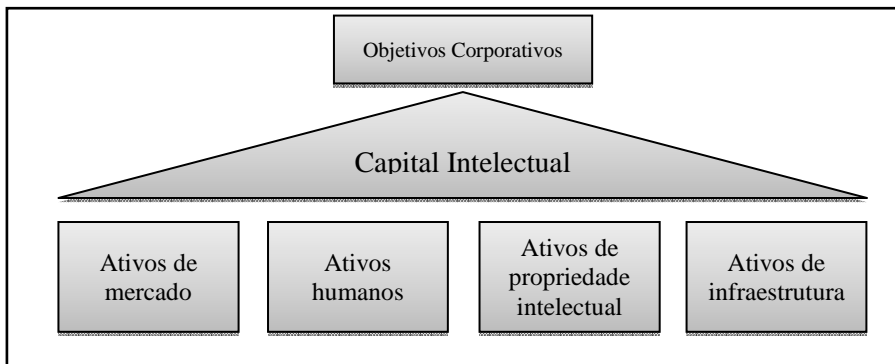 Objetivos Corporativos
Capital Intelectual
Ativos de
mercado
Ativos
humanos
Ativos de
propriedade
intelectual
Ativos de
infraestrutura